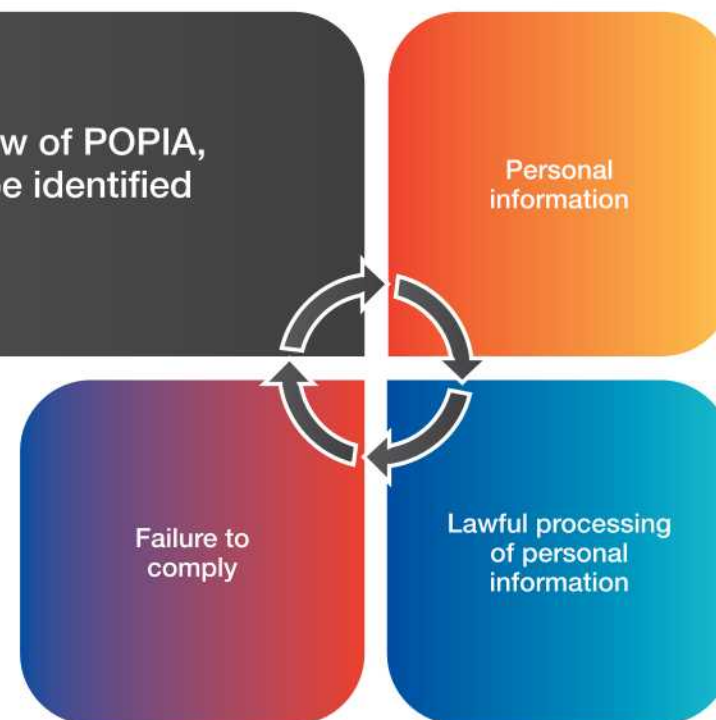 w of POPIA,
e identified
Personal
information
Failure to
comply
Lawful processing
of personal
information